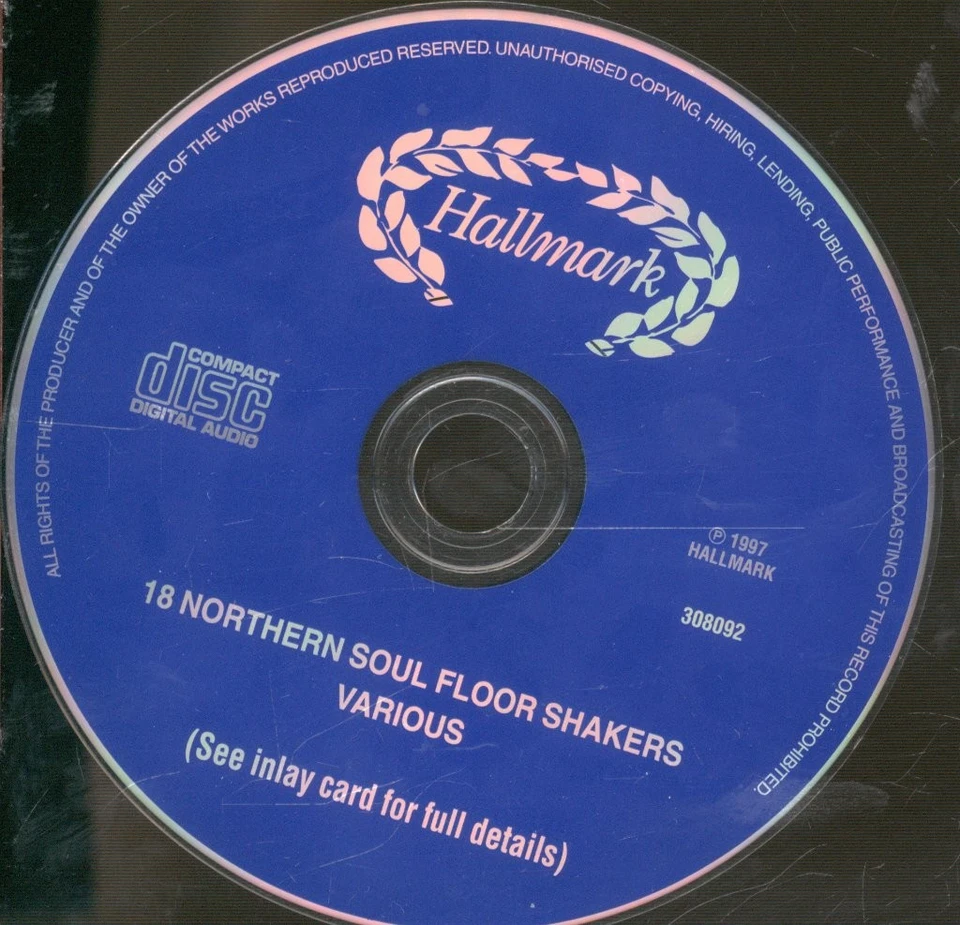 ALL RIGHTS OF THE PRODUCER AND OF THE OWNER OF THE WORKS REPRODUCED RESERVED. UNAUTHORISED COPYING, HIRING, LENDING, PUBLIC PERFORMANCE AND BROADCASTING OF THIS RECORD PROHIBITED.
Hallmark
COMPACT
disc
DIGITAL AUDIO
℗ 1997
HALLMARK
308092
18 NORTHERN SOUL FLOOR SHAKERS
VARIOUS
(See inlay card for full details)